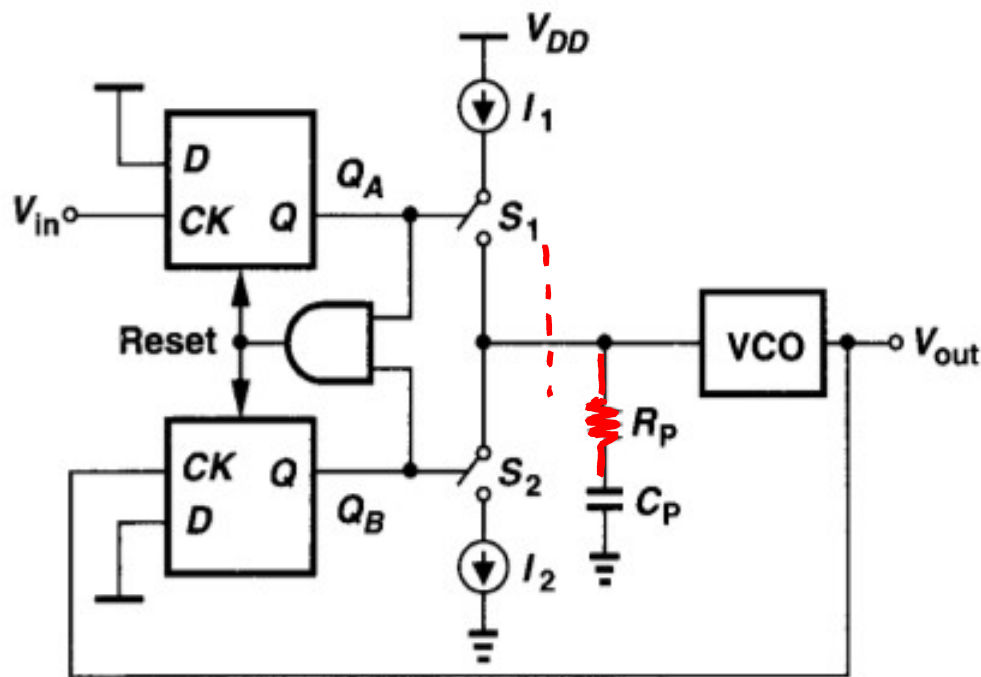 V_DD
I_1
D
Q_A
V_in
CK
Q
S_1
Reset
VCO
V_out
R_P
CK
Q
S_2
C_P
D
Q_B
I_2